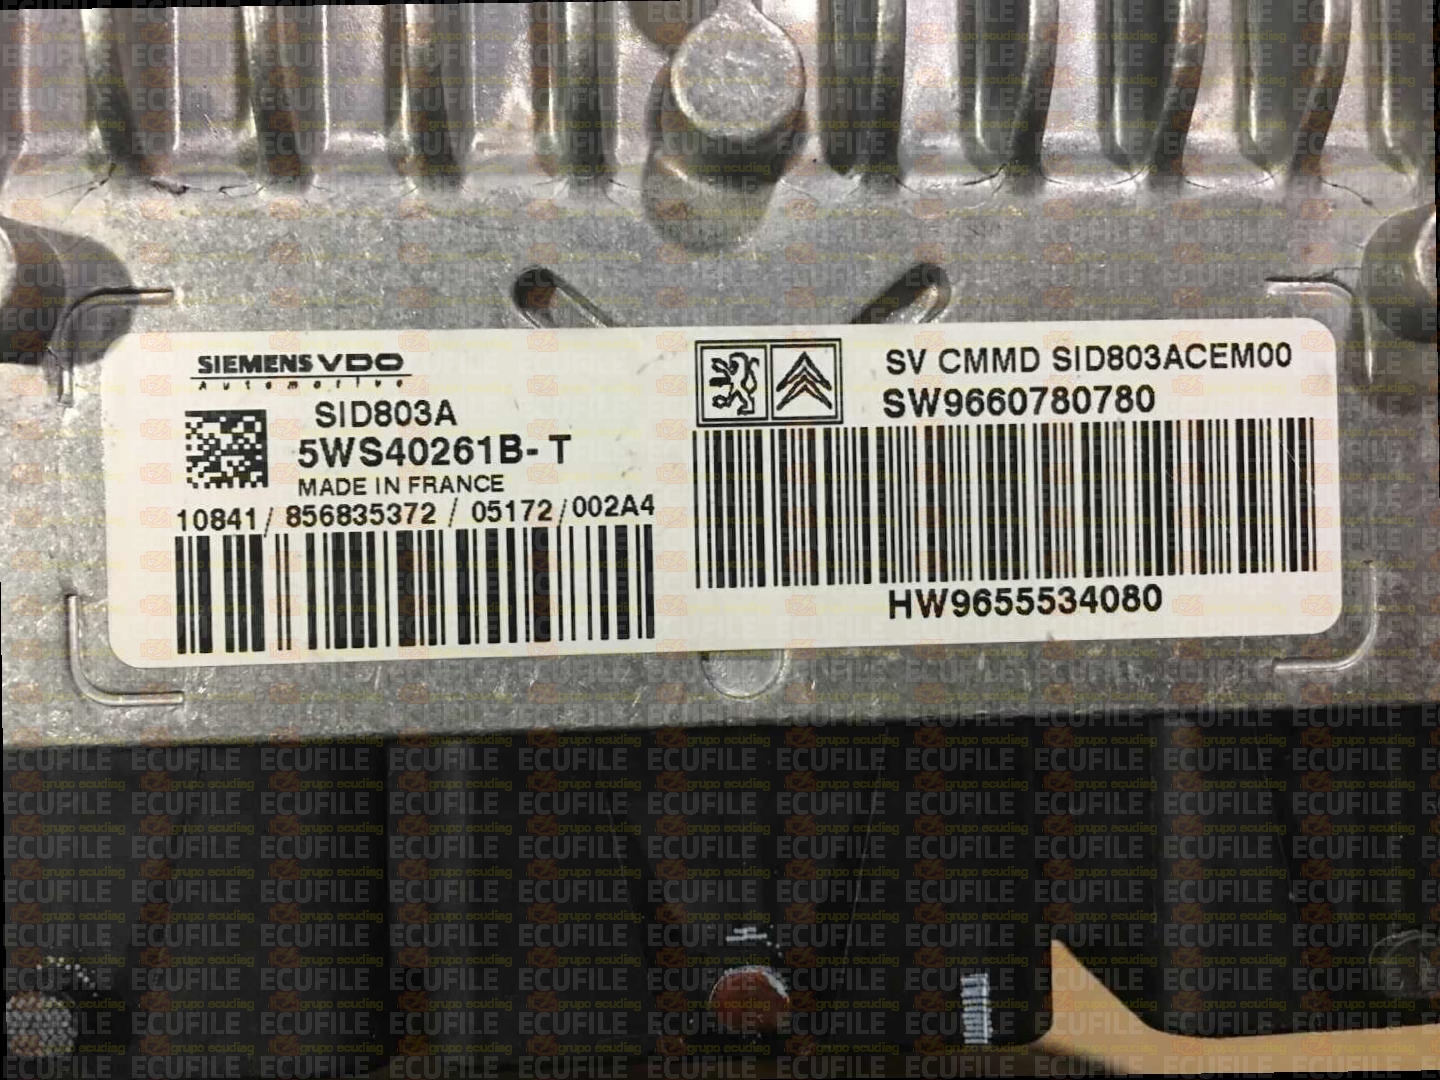 SIEMENS VDO
Automotive
SID803A
5WS40261B-T
MADE IN FRANCE
10841/ 856835372 / 05172 /002A4
SV CMMD SID803ACEM00
SW9660780780
HW9655534080
ECUFILE
grupo ecudiag